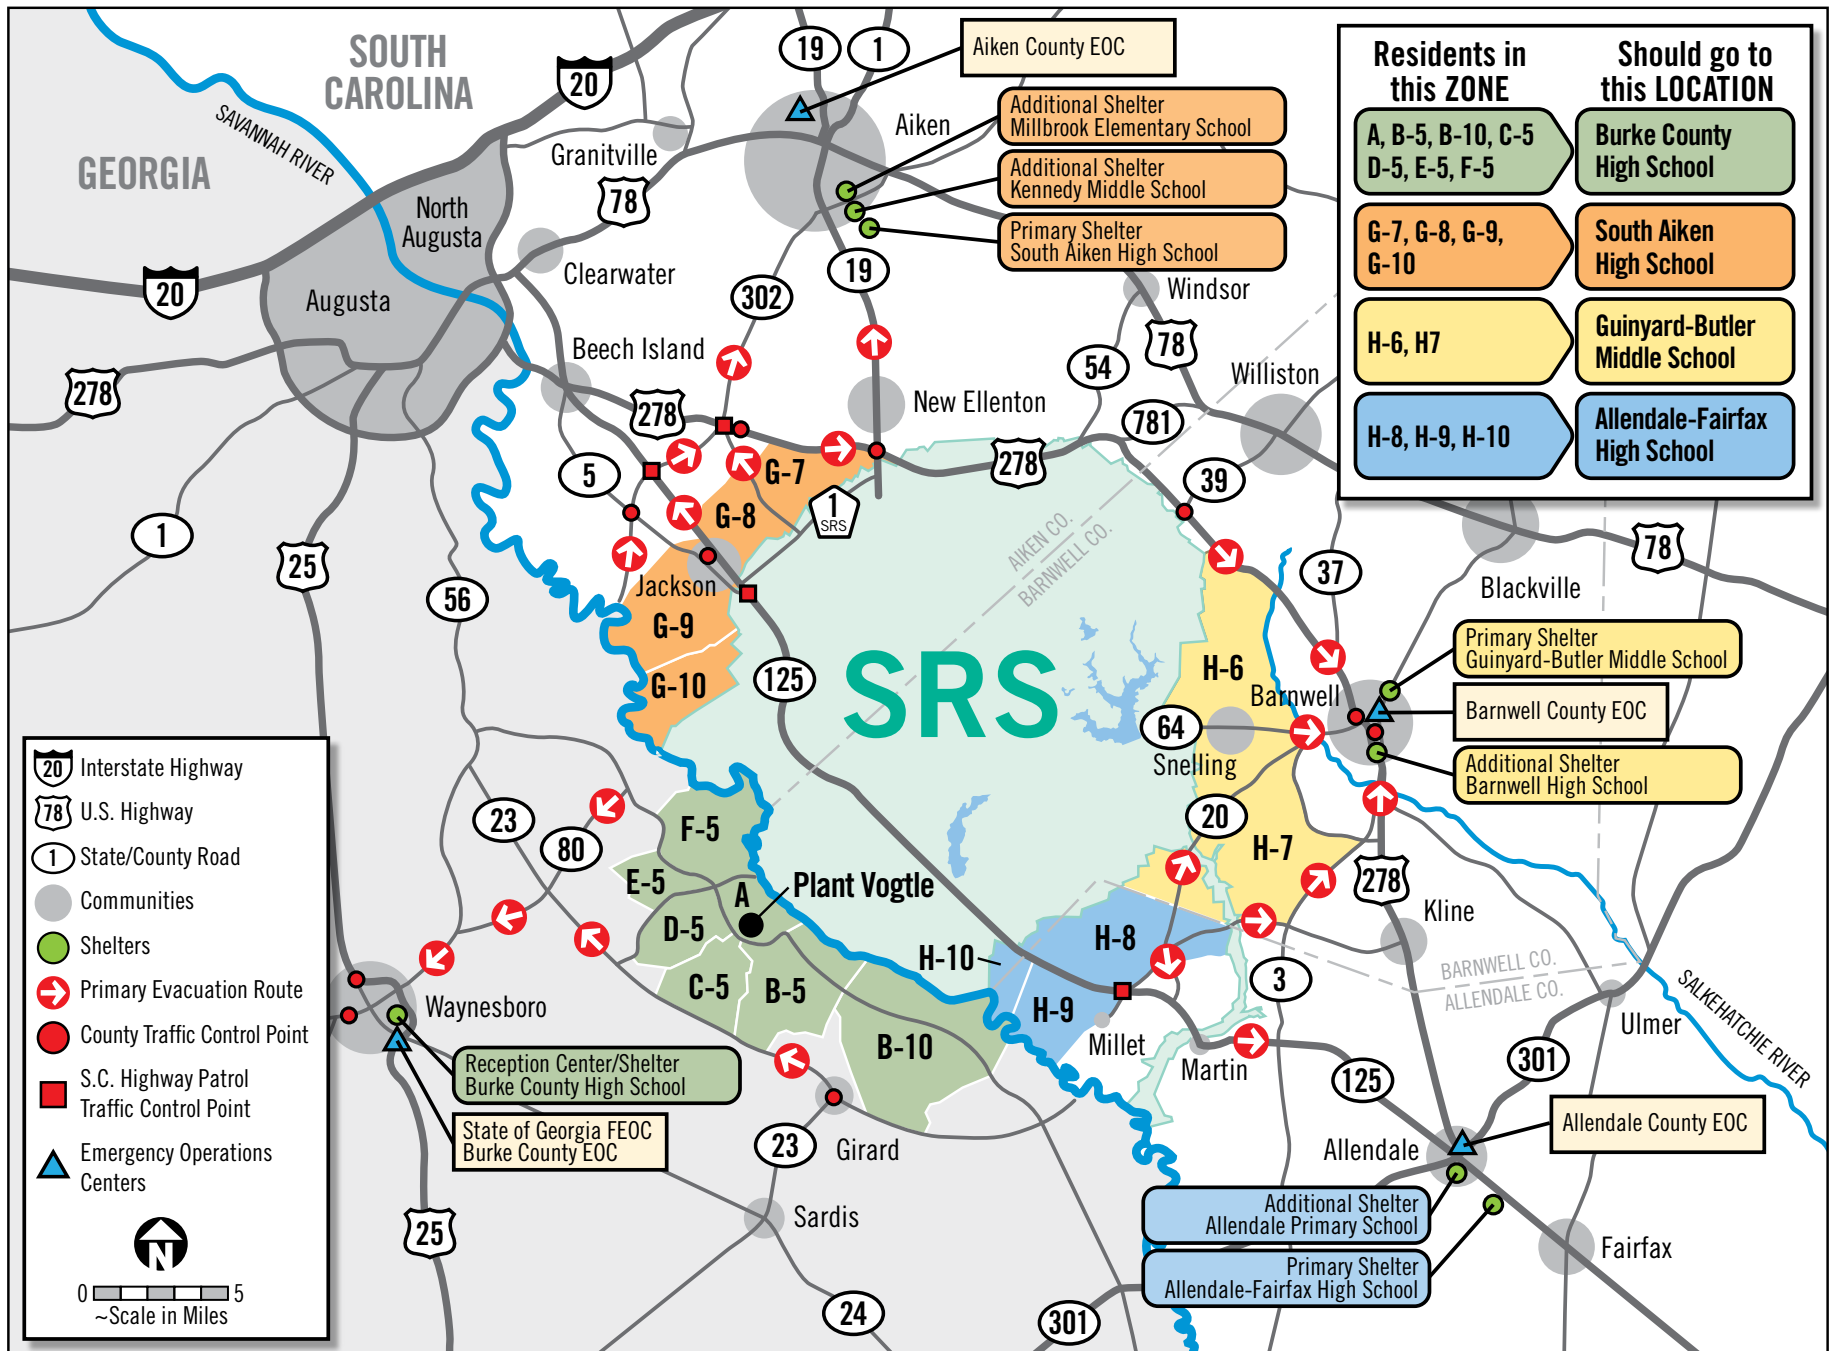 SOUTH
CAROLINA
GEORGIA
SAVANNAH RIVER
20
19
1
Aiken County EOC
Aiken
Additional Shelter
Millbrook Elementary School
Additional Shelter
Kennedy Middle School
Primary Shelter
South Aiken High School
Granitville
78
North
Augusta
Clearwater
20
Augusta
302
19
Windsor
Beech Island
278
278
54
78
781
Williston
New Ellenton
Residents in
this ZONE
Should go to
this LOCATION
A, B-5, B-10, C-5
D-5, E-5, F-5
Burke County
High School
G-7, G-8, G-9,
G-10
South Aiken
High School
H-6, H7
Guinyard-Butler
Middle School
H-8, H-9, H-10
Allendale-Fairfax
High School
5
G-7
278
39
1
SRS
G-8
1
25
56
AIKEN CO.
BARNWELL CO.
37
78
Blackville
Jackson
G-9
G-10
125
SRS
H-6
Barnwell
64
Snelling
Primary Shelter
Guinyard-Butler Middle School
Barnwell County EOC
Additional Shelter
Barnwell High School
20
H-7
278
Kline
23
80
F-5
E-5
A
Plant Vogtle
D-5
C-5
B-5
B-10
H-10
H-8
H-9
Millet
Martin
3
BARNWELL CO.
ALLENDALE CO.
Ulmer
SALKEHATCHIE RIVER
301
125
20
Interstate Highway
78
U.S. Highway
1
State/County Road
Communities
Shelters
Primary Evacuation Route
County Traffic Control Point
S.C. Highway Patrol
Traffic Control Point
Emergency Operations
Centers
N
0
5
~Scale in Miles
Waynesboro
Reception Center/Shelter
Burke County High School
State of Georgia FEOC
Burke County EOC
25
23
Girard
Sardis
24
301
Allendale
Allendale County EOC
Additional Shelter
Allendale Primary School
Primary Shelter
Allendale-Fairfax High School
Fairfax